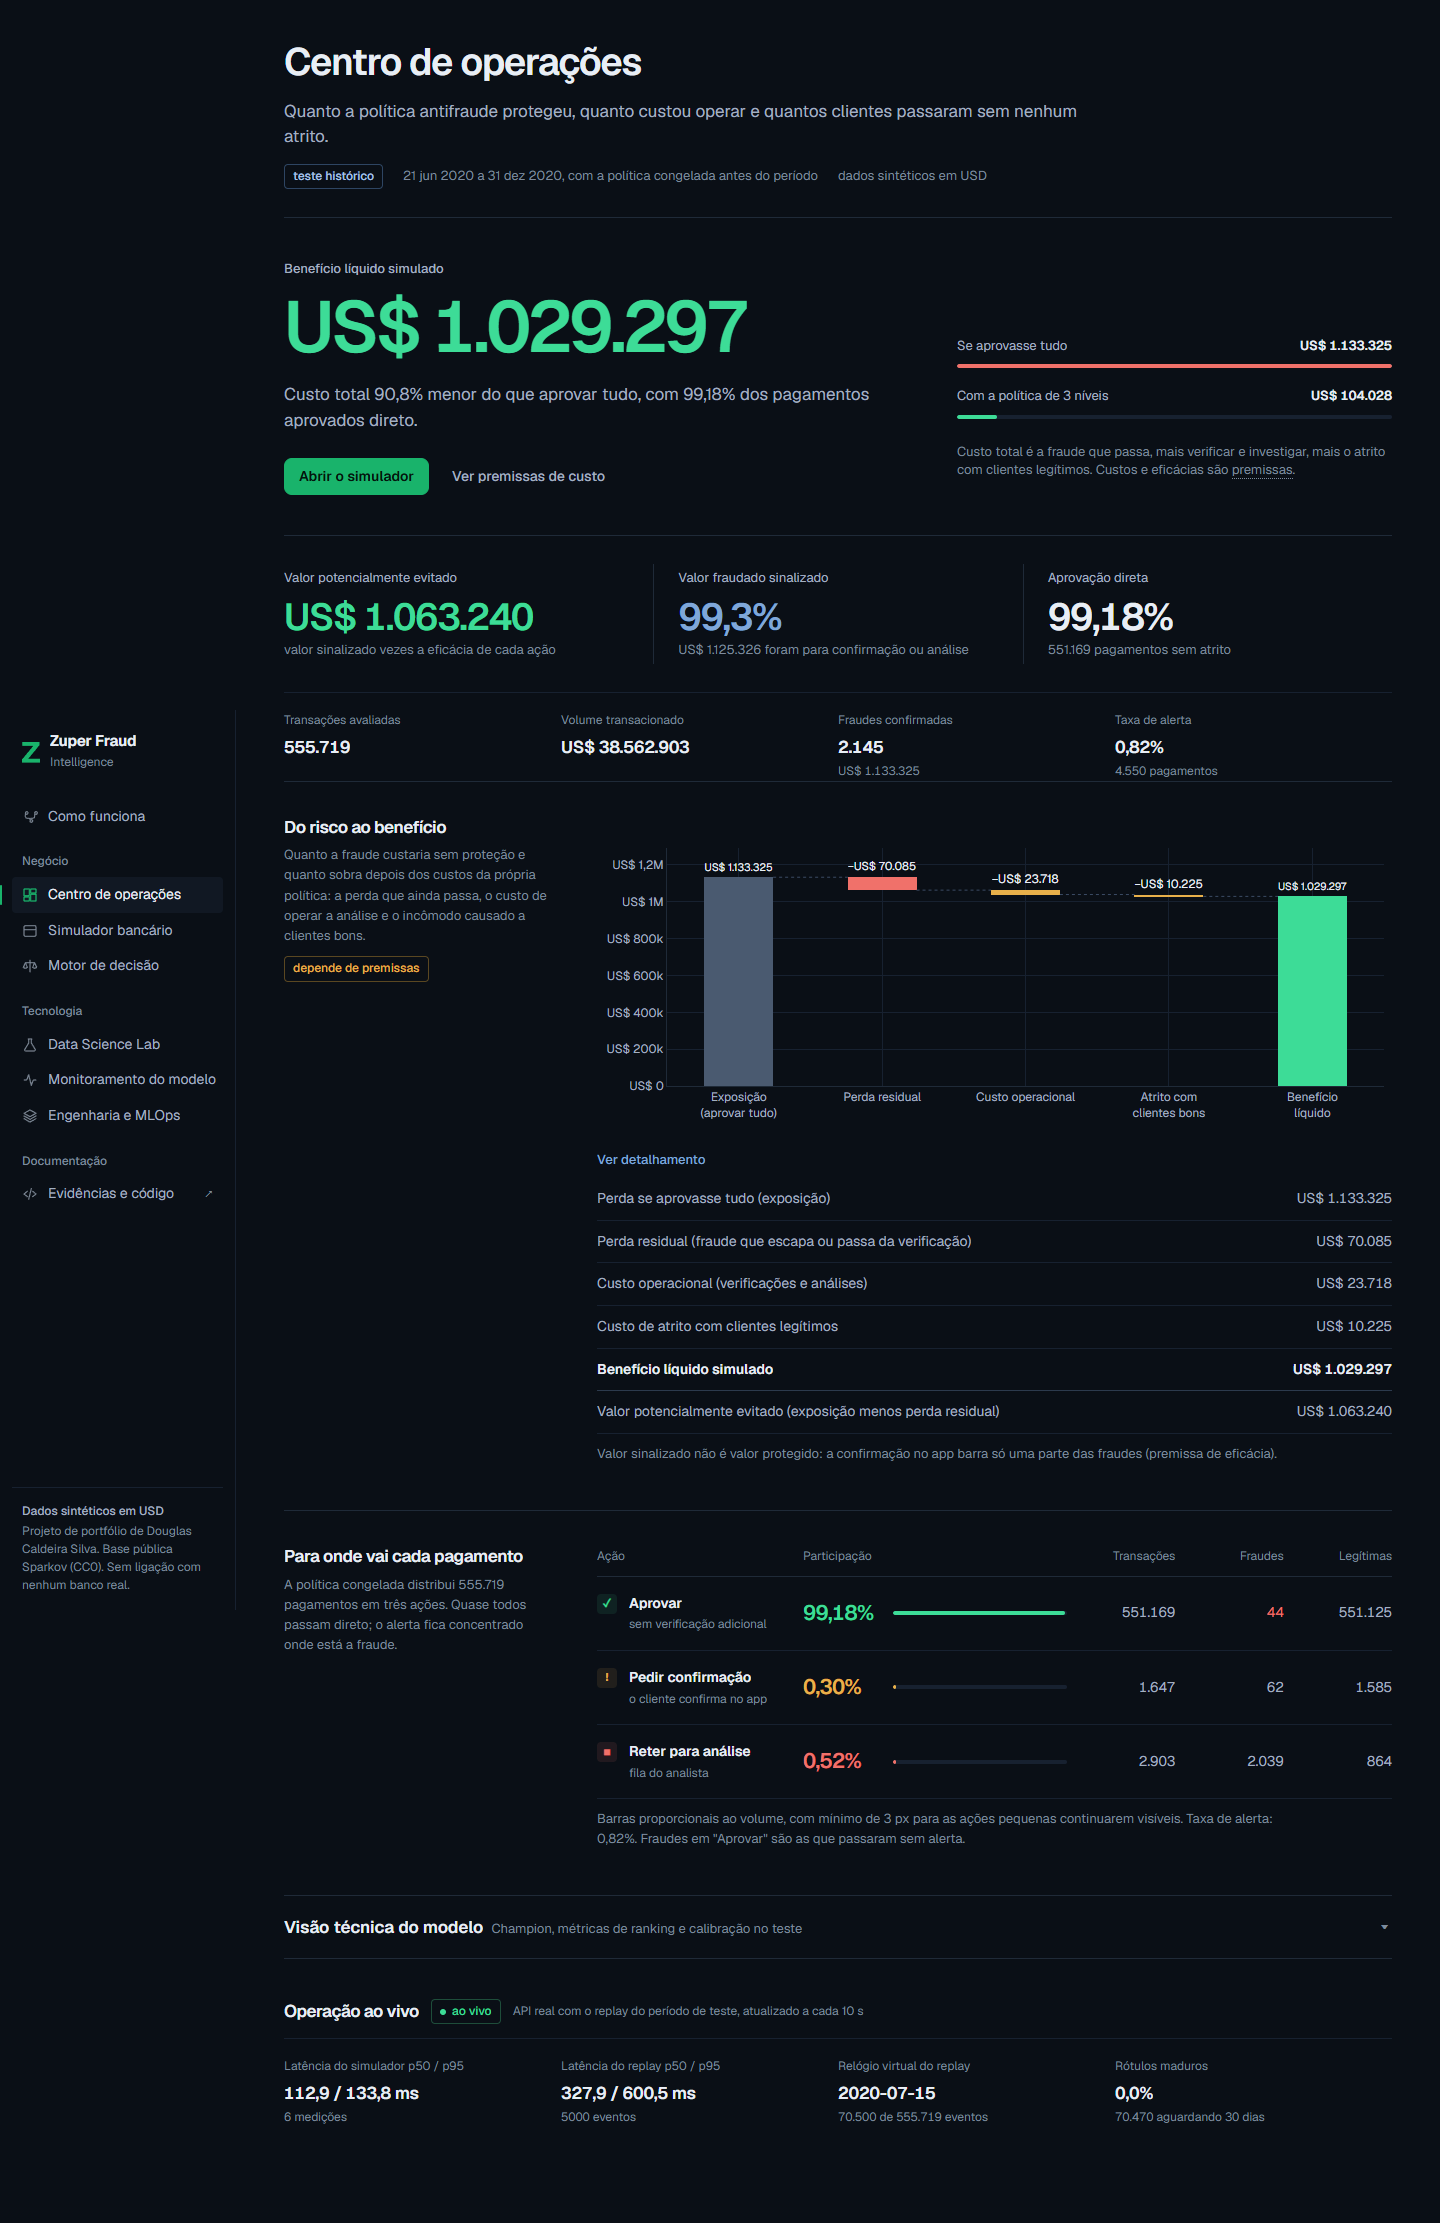 Centro de operações
Quanto a política antifraude protegeu, quanto custou operar e quantos clientes passaram sem nenhum
atrito.
teste histórico
21 jun 2020 a 31 dez 2020, com a política congelada antes do período
dados sintéticos em USD
Benefício líquido simulado
US$ 1.029.297
Custo total 90,8% menor do que aprovar tudo, com 99,18% dos pagamentos
aprovados direto.
Abrir o simulador
Ver premissas de custo
Se aprovasse tudo
US$ 1.133.325
Com a política de 3 níveis
US$ 104.028
Custo total é a fraude que passa, mais verificar e investigar, mais o atrito
com clientes legítimos. Custos e eficácias são premissas.
Valor potencialmente evitado
US$ 1.063.240
valor sinalizado vezes a eficácia de cada ação
Valor fraudado sinalizado
99,3%
US$ 1.125.326 foram para confirmação ou análise
Aprovação direta
99,18%
551.169 pagamentos sem atrito
Transações avaliadas
555.719
Volume transacionado
US$ 38.562.903
Fraudes confirmadas
2.145
US$ 1.133.325
Taxa de alerta
0,82%
4.550 pagamentos
Zuper Fraud
Intelligence
Como funciona
Negócio
Centro de operações
Simulador bancário
Motor de decisão
Tecnologia
Data Science Lab
Monitoramento do modelo
Engenharia e MLOps
Documentação
Evidências e código ↗
Dados sintéticos em USD
Projeto de portfólio de Douglas
Caldeira Silva. Base pública
Sparkov (CC0). Sem ligação com
nenhum banco real.
Do risco ao benefício
Quanto a fraude custaria sem proteção e
quanto sobra depois dos custos da própria
política: a perda que ainda passa, o custo de
operar a análise e o incômodo causado a
clientes bons.
depende de premissas
US$ 1,2M
US$ 1M
US$ 800k
US$ 600k
US$ 400k
US$ 200k
US$ 0
US$ 1.133.325
−US$ 70.085
−US$ 23.718
−US$ 10.225
US$ 1.029.297
Exposição
(aprovar tudo)
Perda residual
Custo operacional
Atrito com
clientes bons
Benefício
líquido
Ver detalhamento
Perda se aprovasse tudo (exposição) US$ 1.133.325
Perda residual (fraude que escapa ou passa da verificação) US$ 70.085
Custo operacional (verificações e análises) US$ 23.718
Custo de atrito com clientes legítimos US$ 10.225
Benefício líquido simulado US$ 1.029.297
Valor potencialmente evitado (exposição menos perda residual) US$ 1.063.240
Valor sinalizado não é valor protegido: a confirmação no app barra só uma parte das fraudes (premissa de eficácia).
Para onde vai cada pagamento
A política congelada distribui 555.719
pagamentos em três ações. Quase todos
passam direto; o alerta fica concentrado
onde está a fraude.
Ação Participação Transações Fraudes Legítimas
Aprovar
sem verificação adicional
99,18% 551.169 44 551.125
! Pedir confirmação
o cliente confirma no app
0,30% 1.647 62 1.585
Reter para análise
fila do analista
0,52% 2.903 2.039 864
Barras proporcionais ao volume, com mínimo de 3 px para as ações pequenas continuarem visíveis. Taxa de alerta:
0,82%. Fraudes em "Aprovar" são as que passaram sem alerta.
Visão técnica do modelo Champion, métricas de ranking e calibração no teste
Operação ao vivo
ao vivo
API real com o replay do período de teste, atualizado a cada 10 s
Latência do simulador p50 / p95
112,9 / 133,8 ms
6 medições
Latência do replay p50 / p95
327,9 / 600,5 ms
5000 eventos
Relógio virtual do replay
2020-07-15
70.500 de 555.719 eventos
Rótulos maduros
0,0%
70.470 aguardando 30 dias